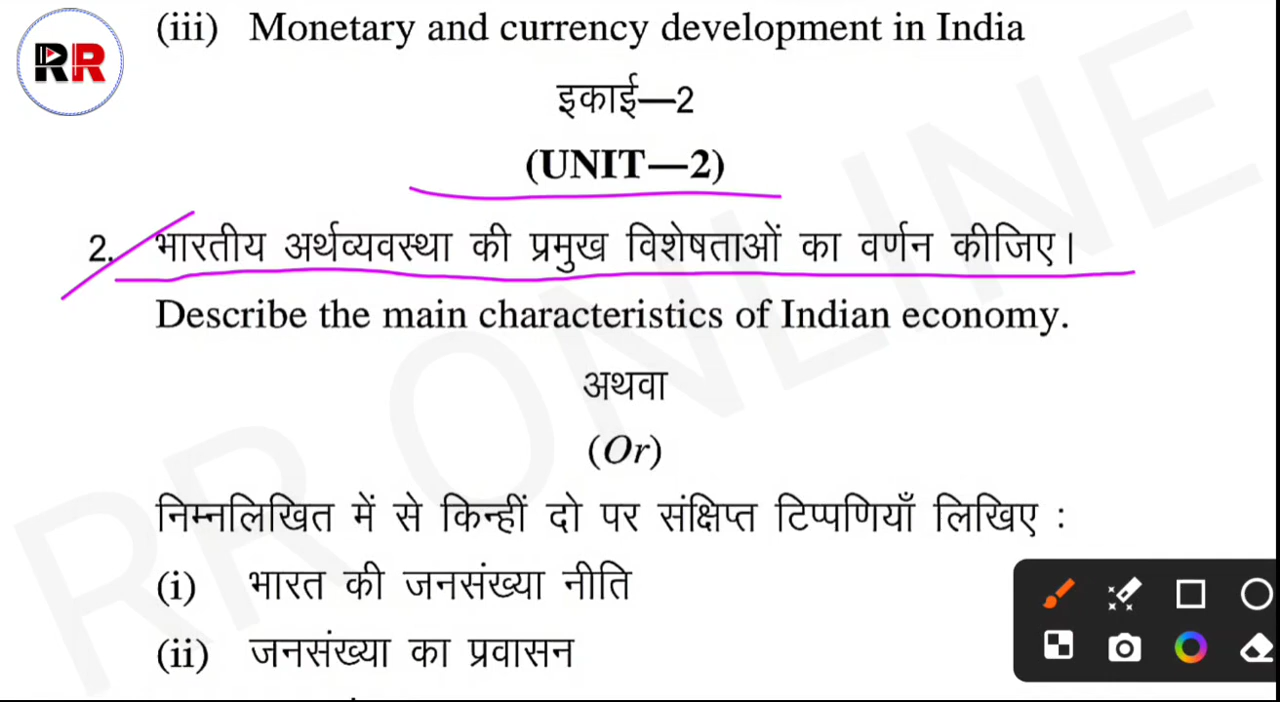 RR
(iii) Monetary and currency development in India
इकाई—2
(UNIT—2)
2. भारतीय अर्थव्यवस्था की प्रमुख विशेषताओं का वर्णन कीजिए।
Describe the main characteristics of Indian economy.
अथवा
(Or)
निम्नलिखित में से किन्हीं दो पर संक्षिप्त टिप्पणियाँ लिखिए :
(i) भारत की जनसंख्या नीति
(ii) जनसंख्या का प्रवासन
RR ONLINE